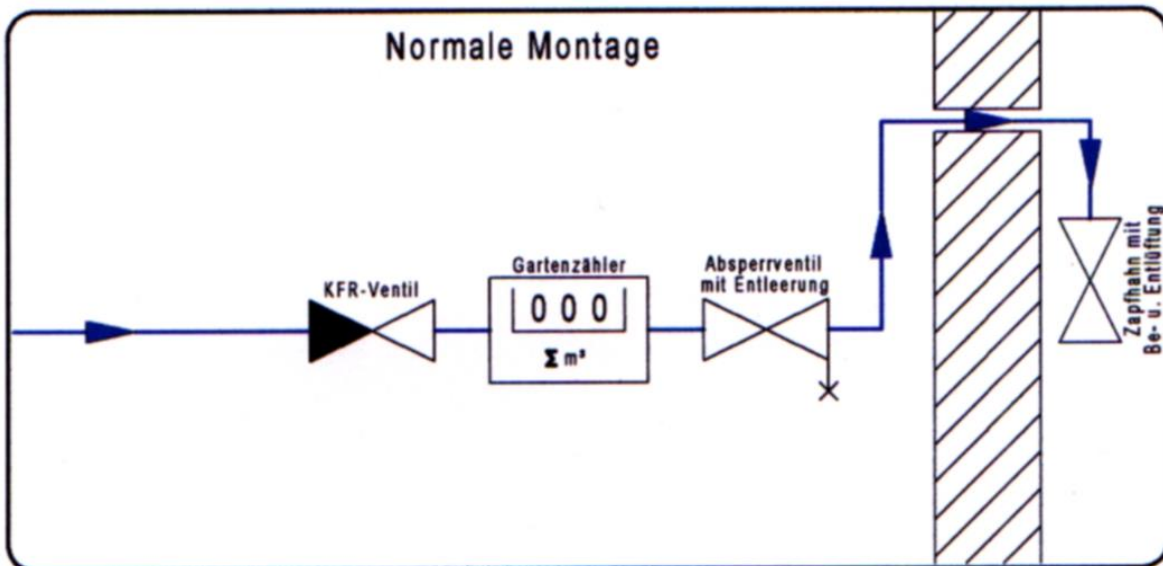 Normale Montage
KFR-Ventil
Gartenzähler
000
Σ m³
Absperrventil
mit Entleerung
Zapfhahn mit
Be- u. Entlüftung